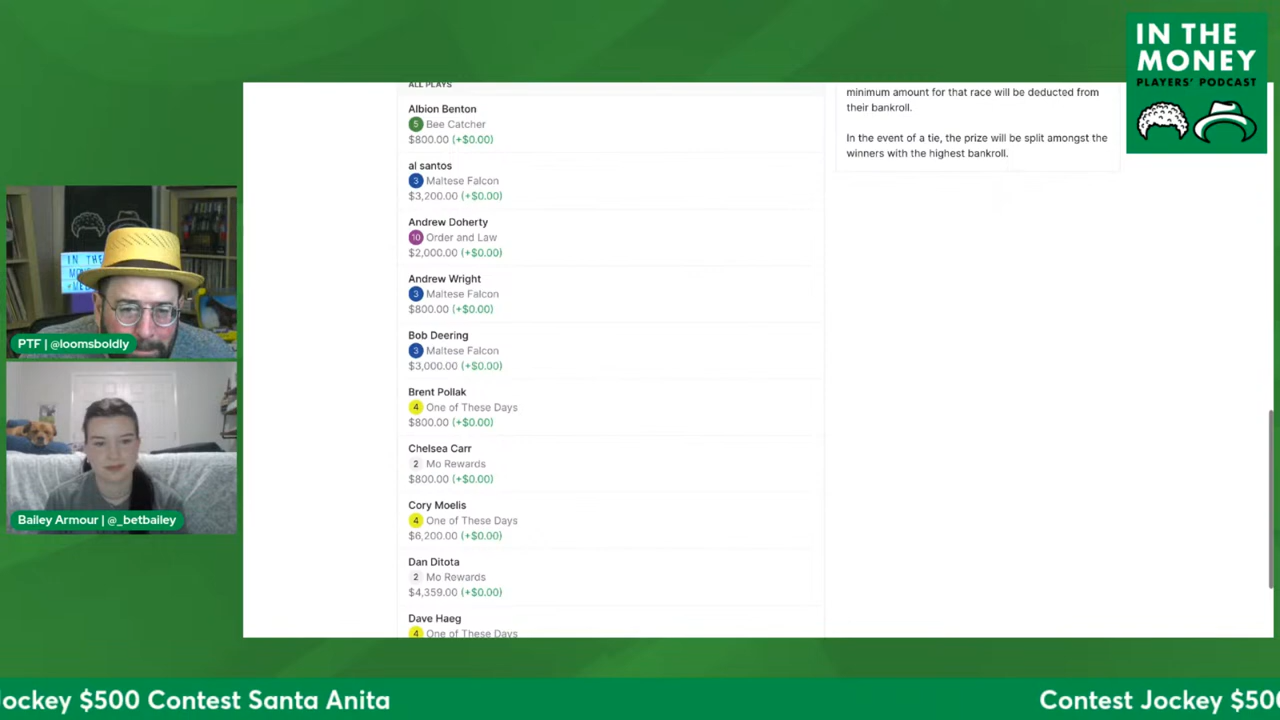 IN THE
MONEY
PLAYERS' PODCAST
ALL PLAYS
Albion Benton
5 Bee Catcher
$800.00 (+$0.00)
al santos
3 Maltese Falcon
$3,200.00 (+$0.00)
Andrew Doherty
10 Order and Law
$2,000.00 (+$0.00)
Andrew Wright
3 Maltese Falcon
$800.00 (+$0.00)
Bob Deering
3 Maltese Falcon
$3,000.00 (+$0.00)
Brent Pollak
4 One of These Days
$800.00 (+$0.00)
Chelsea Carr
2 Mo Rewards
$800.00 (+$0.00)
Cory Moelis
4 One of These Days
$6,200.00 (+$0.00)
Dan Ditota
2 Mo Rewards
$4,359.00 (+$0.00)
Dave Haeg
4 One of These Days
minimum amount for that race will be deducted from
their bankroll.
In the event of a tie, the prize will be split amongst the
winners with the highest bankroll.
IN TH
PTF | @loomsboldly
Bailey Armour | @_betbailey
Jockey $500 Contest Santa Anita
Contest Jockey $500